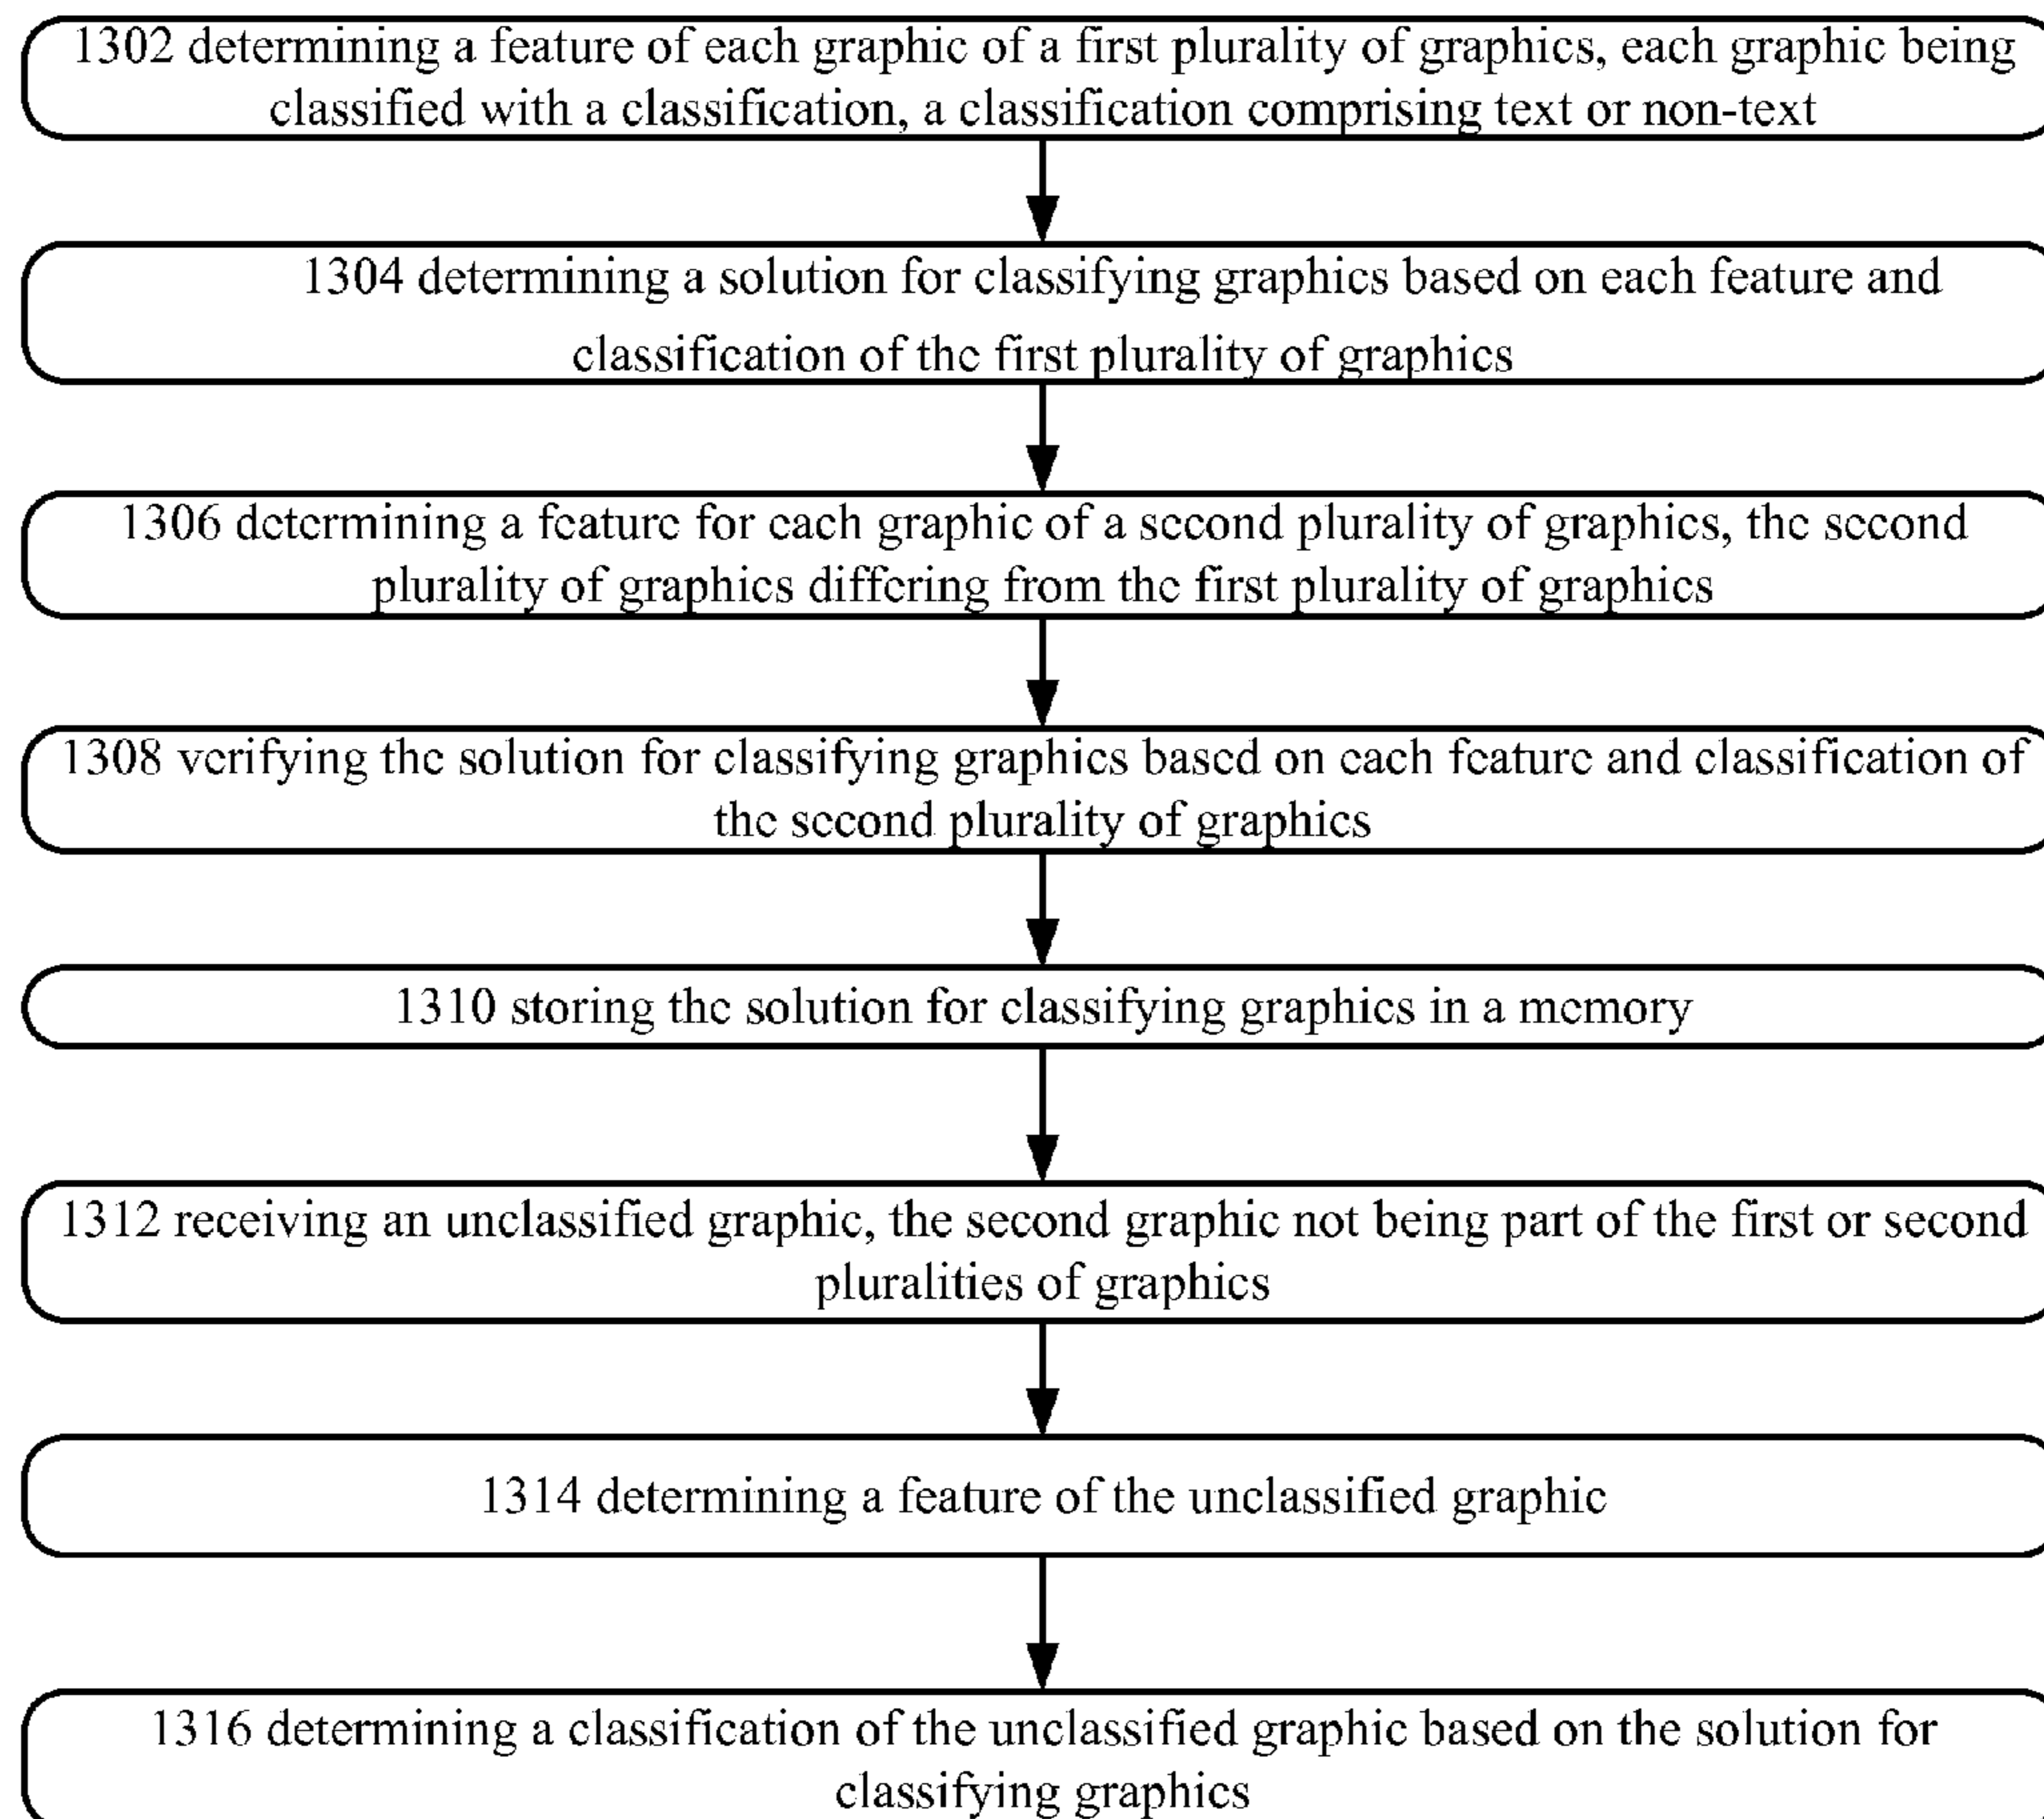 1302 determining a feature of each graphic of a first plurality of graphics, each graphic being
classified with a classification, a classification comprising text or non-text
1304 determining a solution for classifying graphics based on each feature and
classification of the first plurality of graphics
1306 determining a feature for each graphic of a second plurality of graphics, the second
plurality of graphics differing from the first plurality of graphics
1308 verifying the solution for classifying graphics based on each feature and classification of
the second plurality of graphics
1310 storing the solution for classifying graphics in a memory
1312 receiving an unclassified graphic, the second graphic not being part of the first or second
pluralities of graphics
1314 determining a feature of the unclassified graphic
1316 determining a classification of the unclassified graphic based on the solution for
classifying graphics